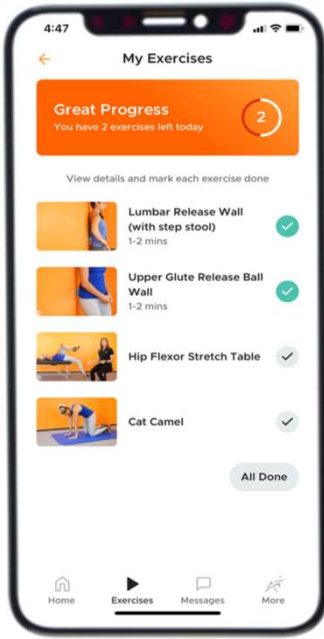 4:47
My Exercises
Great Progress
You have 2 exercises left today
2
View details and mark each exercise done
Lumbar Release Wall
(with step stool)
1-2 mins
Upper Glute Release Ball
Wall
1-2 mins
Hip Flexor Stretch Table
Cat Camel
All Done
Home
Exercises
Messages
More